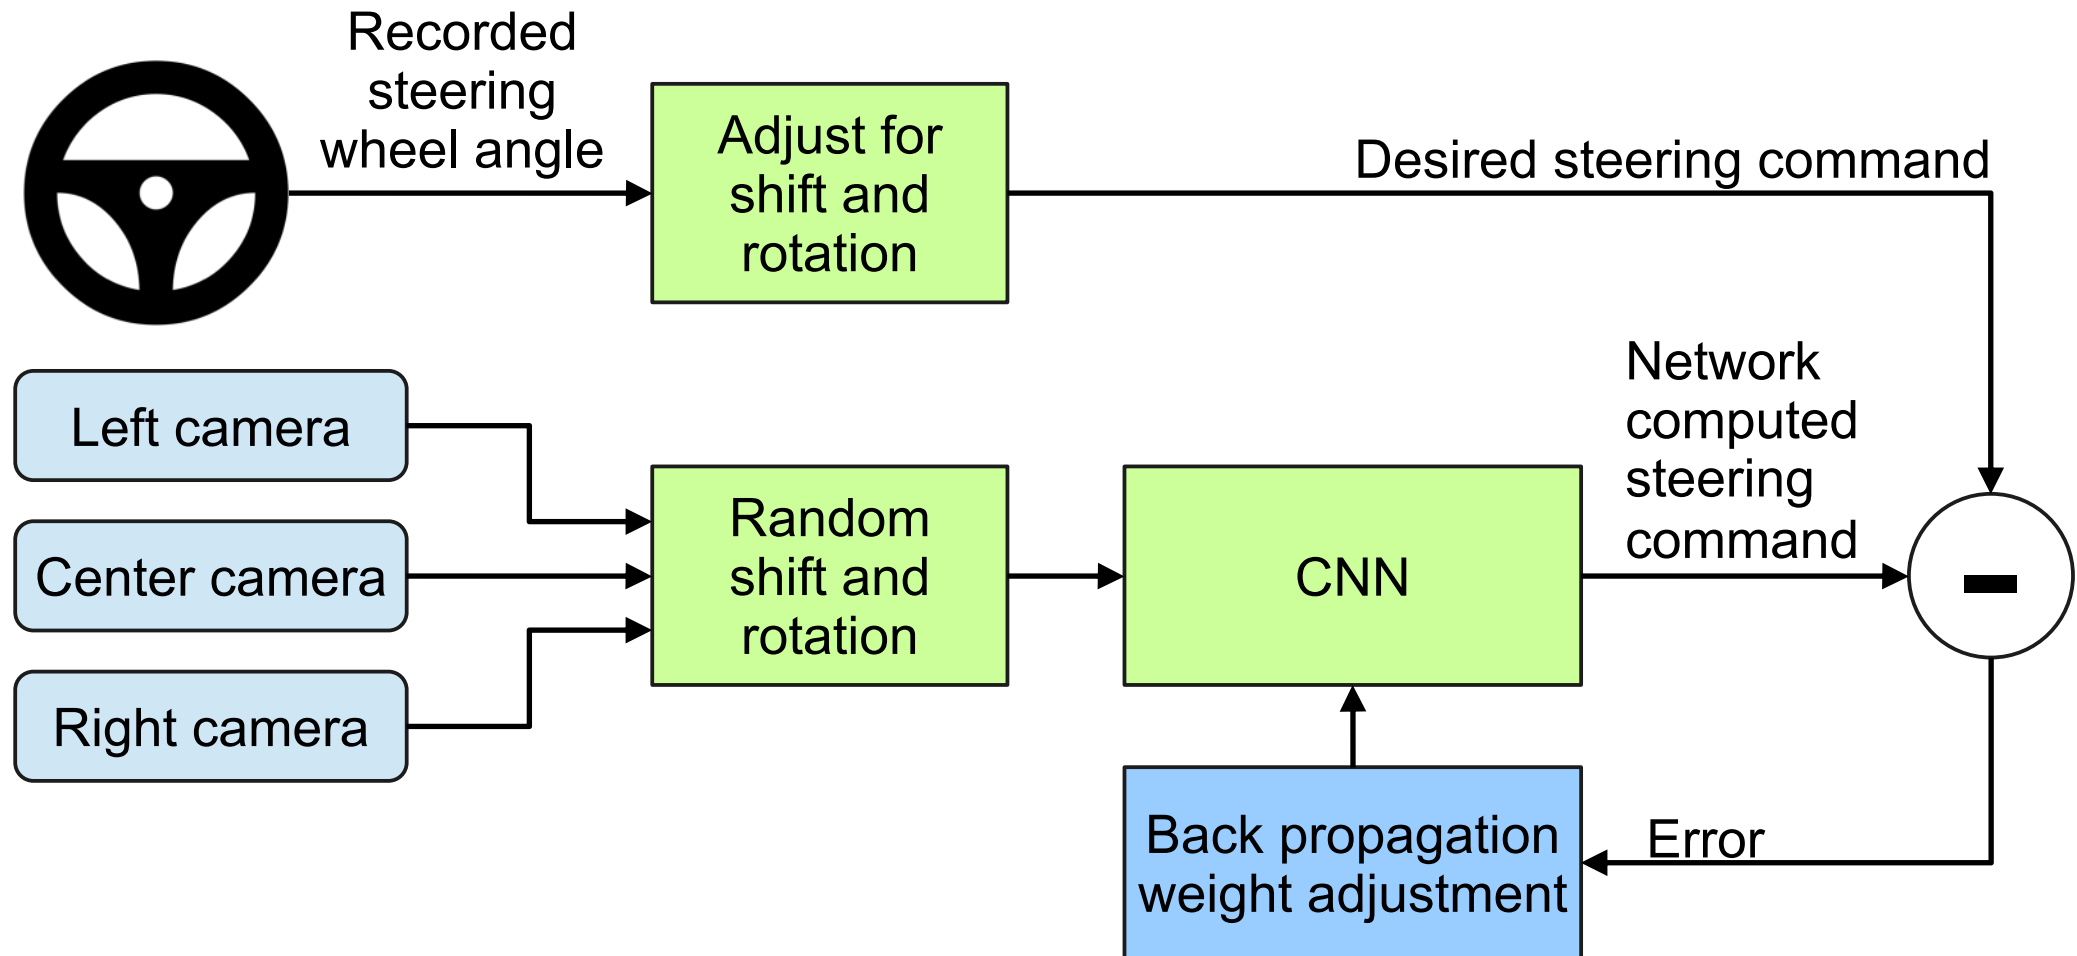 Recorded
steering
wheel angle
Adjust for
shift and
rotation
Desired steering command
Left camera
Center camera
Right camera
Random
shift and
rotation
CNN
Network
computed
steering
command
-
Back propagation
weight adjustment
Error